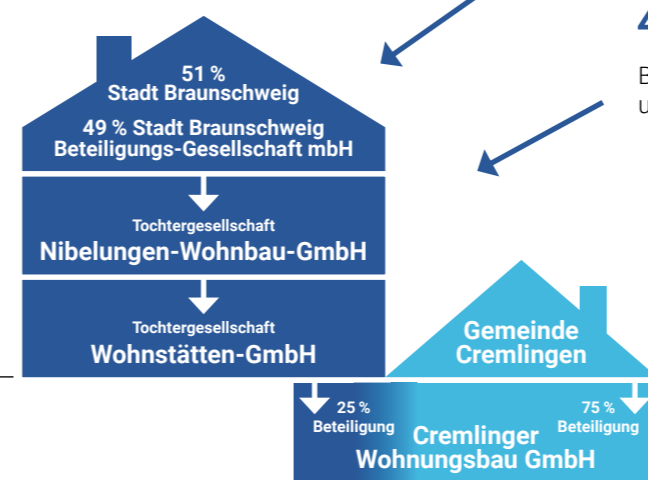 51 %
Stadt Braunschweig
49 % Stadt Braunschweig
Beteiligungs-Gesellschaft mbH
Tochtergesellschaft
Nibelungen-Wohnbau-GmbH
Tochtergesellschaft
Wohnstätten-GmbH
Gemeinde
Cremlingen
25 %
Beteiligung
75 %
Beteiligung
Cremlinger
Wohnungsbau GmbH